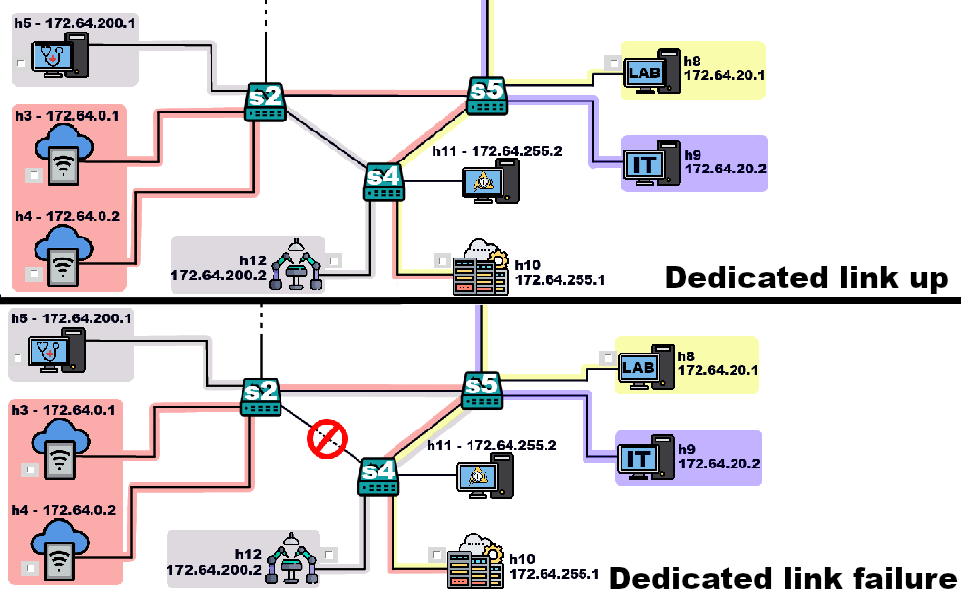 h5 - 172.64.200.1
h3 - 172.64.0.1
h4 - 172.64.0.2
s2
s5
s4
LAB
h8
172.64.20.1
h11 - 172.64.255.2
IT
h9
172.64.20.2
h12
172.64.200.2
h10
172.64.255.1
Dedicated link up
h5 - 172.64.200.1
h3 - 172.64.0.1
h4 - 172.64.0.2
s2
s5
s4
LAB
h8
172.64.20.1
h11 - 172.64.255.2
IT
h9
172.64.20.2
h12
172.64.200.2
h10
172.64.255.1
Dedicated link failure